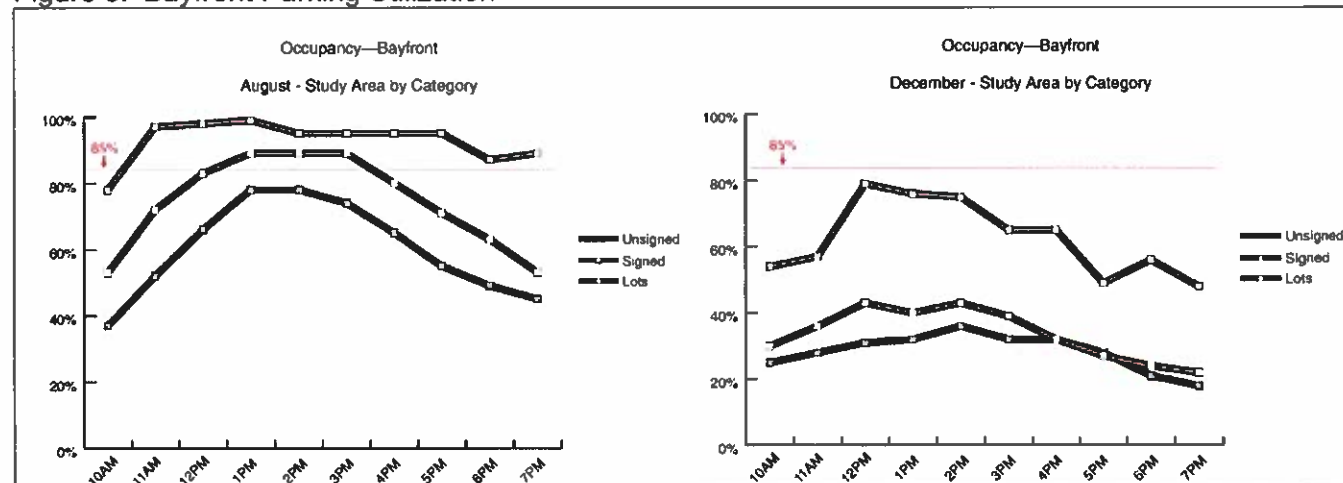 Figure 3. Bayfront Parking Utilization
Occupancy—Bayfront
August - Study Area by Category
100%
85%
80%
60%
40%
20%
0%
10AM
11AM
12PM
1PM
2PM
3PM
4PM
5PM
6PM
7PM
Unsigned
Signed
Lots
Occupancy—Bayfront
December - Study Area by Category
100%
85%
80%
60%
40%
20%
0%
10AM
11AM
12PM
1PM
2PM
3PM
4PM
5PM
6PM
7PM
Unsigned
Signed
Lots